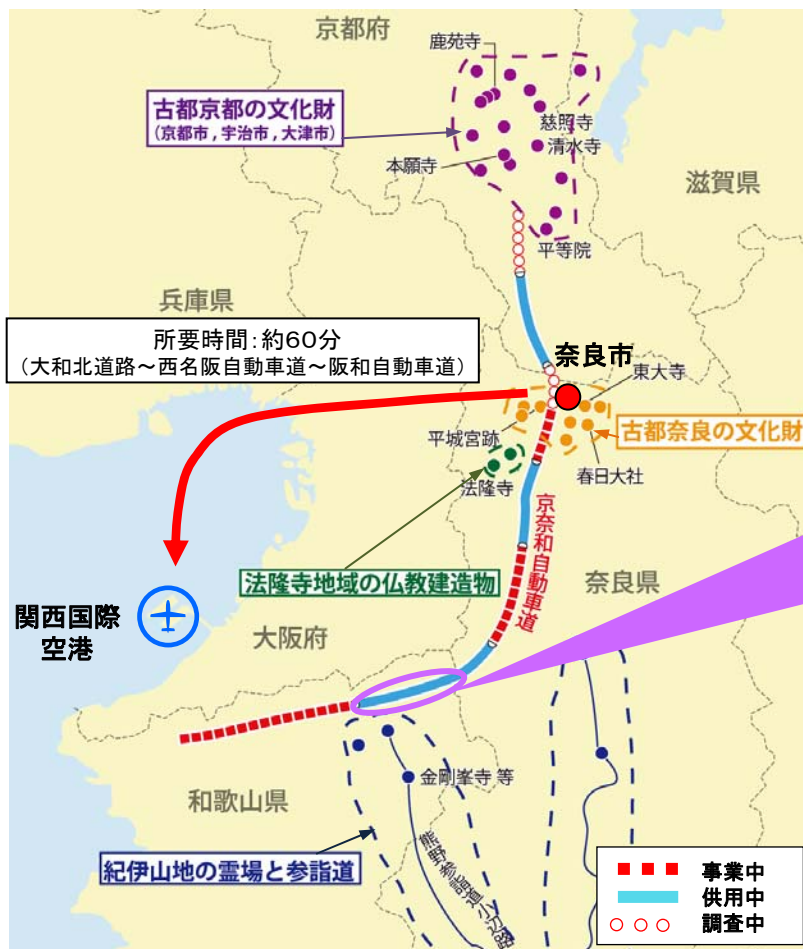 京都府
鹿苑寺
古都京都の文化財
(京都市,宇治市,大津市)
慈照寺
清水寺
本願寺
滋賀県
平等院
兵庫県
所要時間:約60分
(大和北道路~西名阪自動車道~阪和自動車道)
奈良市
東大寺
平城宮跡
古都奈良の文化財
春日大社
法隆寺
京奈和自動車道
法隆寺地域の仏教建造物
奈良県
関西国際
空港
大阪府
金剛峯寺 等
和歌山県
熊野参詣道小辺路
紀伊山地の霊場と参詣道
事業中
供用中
調査中